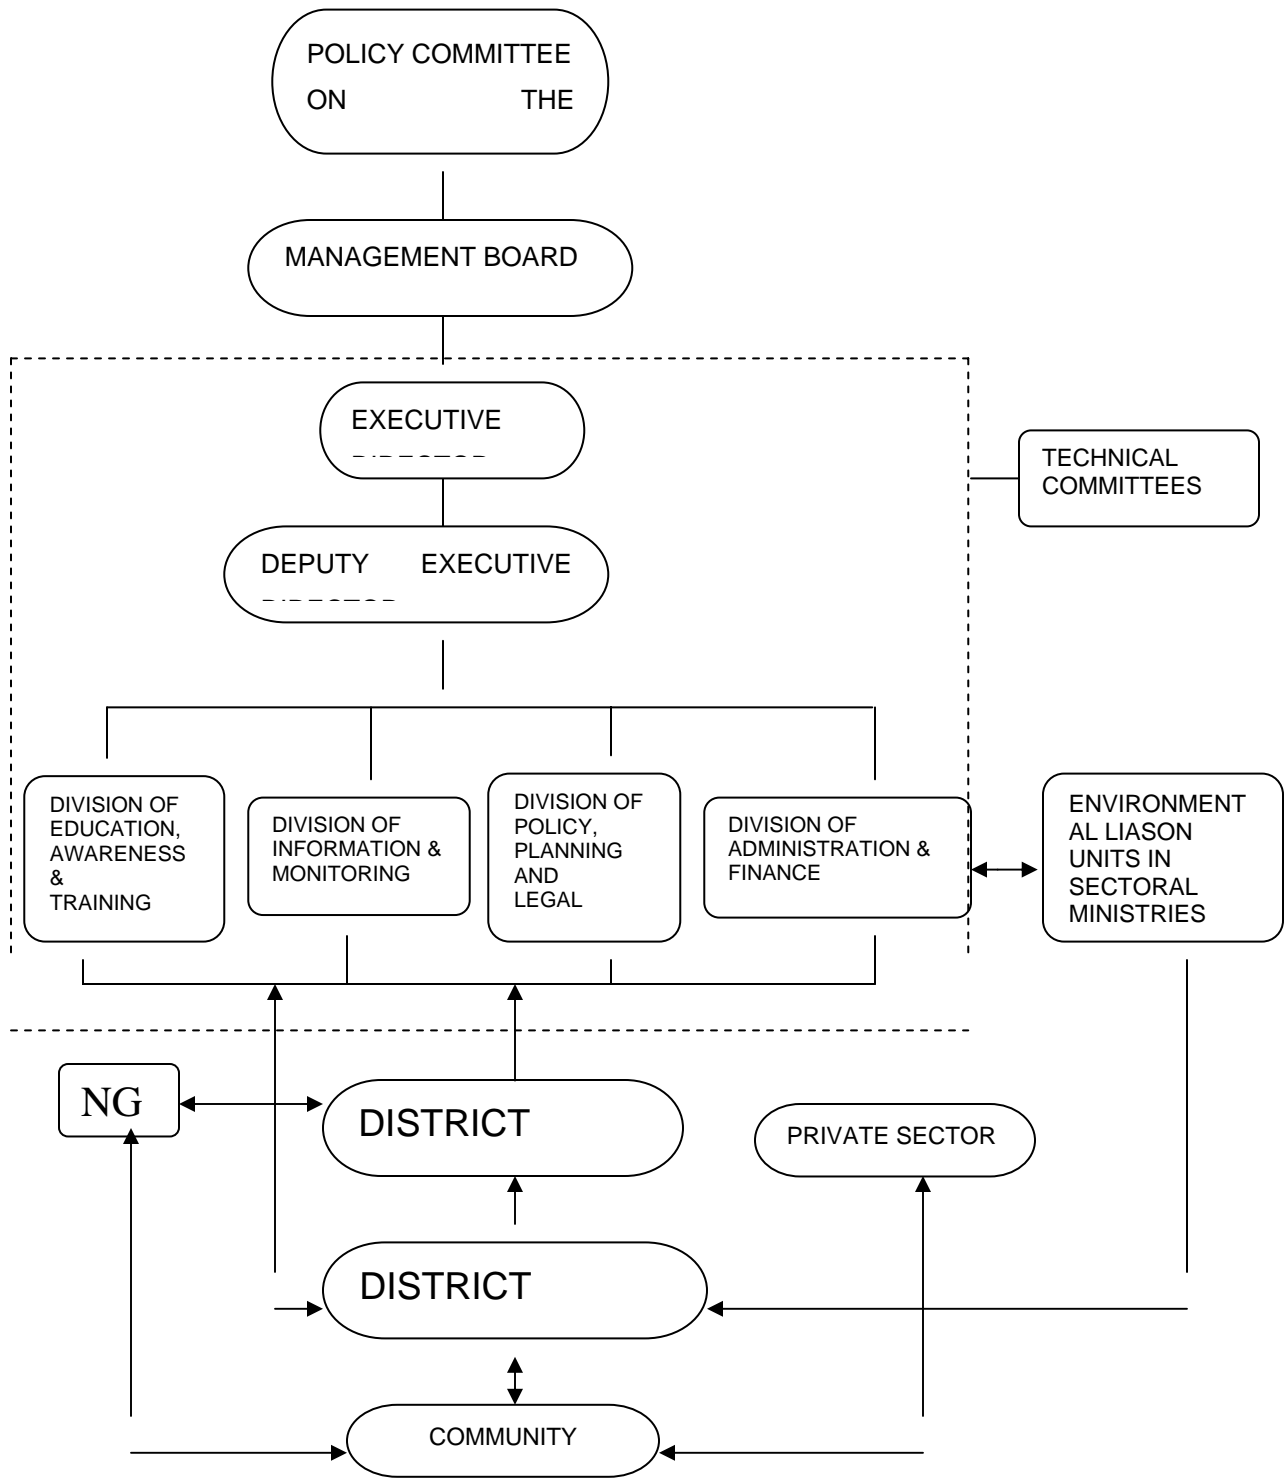 POLICY COMMITTEE
ON THE
MANAGEMENT BOARD
EXECUTIVE
TECHNICAL
COMMITTEES
DEPUTY EXECUTIVE
DIVISION OF
EDUCATION,
AWARENESS
&
TRAINING
DIVISION OF
INFORMATION &
MONITORING
DIVISION OF
POLICY,
PLANNING
AND
LEGAL
DIVISION OF
ADMINISTRATION &
FINANCE
ENVIRONMENT
AL LIASON
UNITS IN
SECTORAL
MINISTRIES
NG
DISTRICT
PRIVATE SECTOR
DISTRICT
COMMUNITY